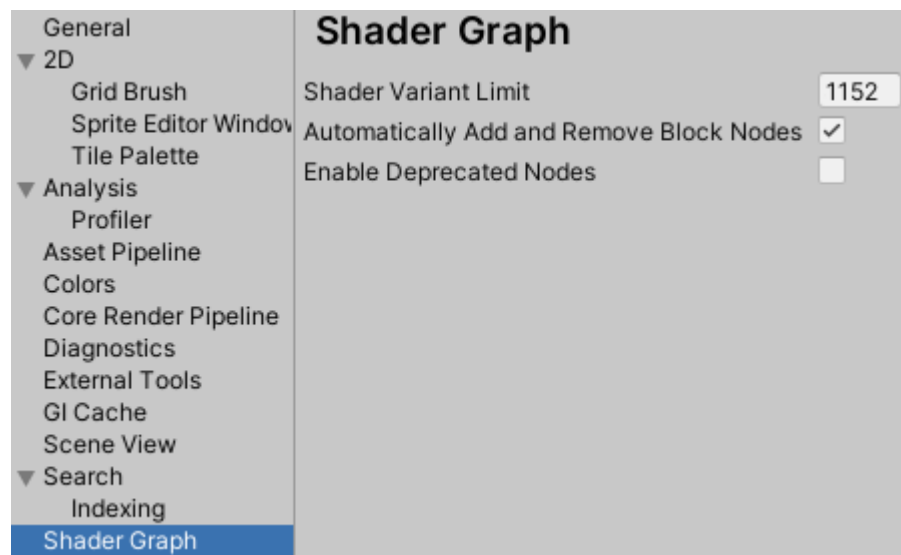 General
2D
Grid Brush
Sprite Editor Window
Tile Palette
Analysis
Profiler
Asset Pipeline
Colors
Core Render Pipeline
Diagnostics
External Tools
GI Cache
Scene View
Search
Indexing
Shader Graph
Shader Graph
Shader Variant Limit 1152
Automatically Add and Remove Block Nodes
Enable Deprecated Nodes